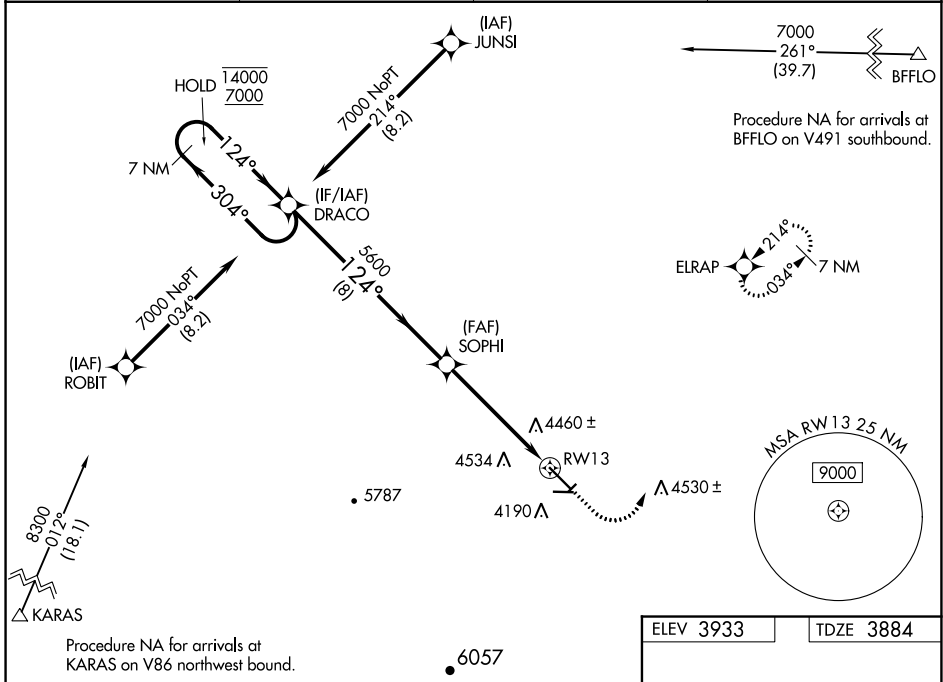 (IAF)
JUNSI
7000
261°
(39.7)
BFFLO
Procedure NA for arrivals at
BFFLO on V491 southbound.
HOLD
14000
7000
7000 NoPT
214°
(8.2)
7 NM
124°
304°
(IF/IAF)
DRACO
5600
124°
(8)
ELRAP
214°
034°
7 NM
7000 NoPT
034°
(8.2)
(IAF)
ROBIT
(FAF)
SOPHI
4460 ±
4534
RW13
4190
4530 ±
5787
MSA RW13 25 NM
9000
8300
012°
(18.1)
KARAS
Procedure NA for arrivals at
KARAS on V86 northwest bound.
6057
ELEV 3933
TDZE 3884